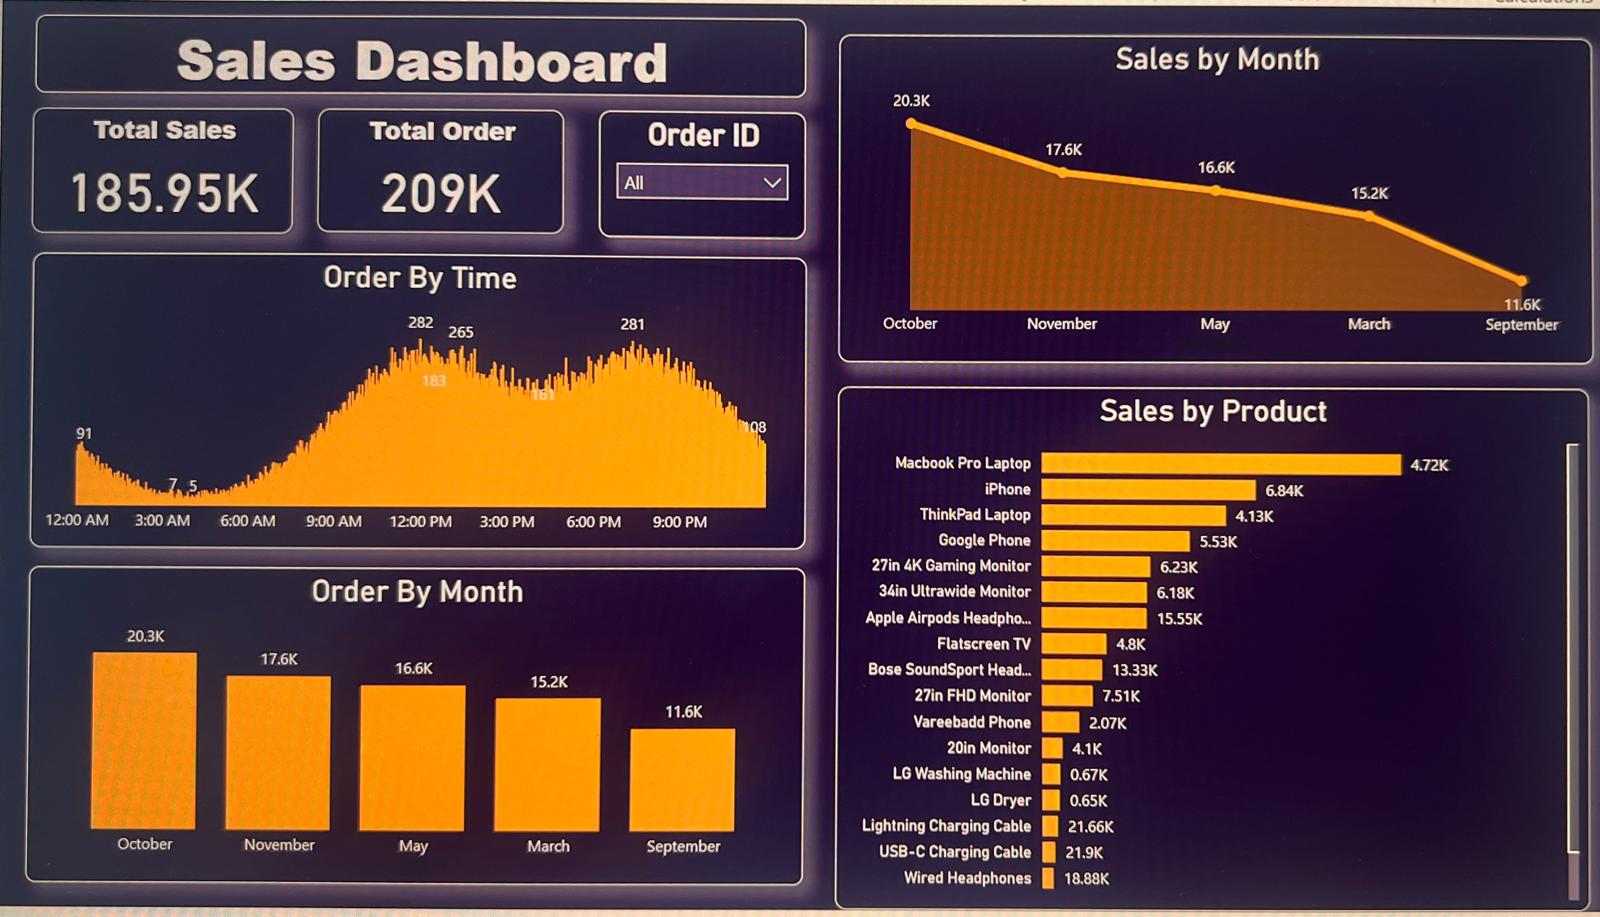 Sales Dashboard
Total Sales
185.95K
Total Order
209K
Order ID
All
Order By Time
282
265
281
183
161
108
91
7
5
12:00 AM 3:00 AM 6:00 AM 9:00 AM 12:00 PM 3:00 PM 6:00 PM 9:00 PM
Order By Month
20.3K
17.6K
16.6K
15.2K
11.6K
October November May March September
Sales by Month
20.3K
17.6K
16.6K
15.2K
11.6K
October November May March September
Sales by Product
Macbook Pro Laptop 4.72K
iPhone 6.84K
ThinkPad Laptop 4.13K
Google Phone 5.53K
27in 4K Gaming Monitor 6.23K
34in Ultrawide Monitor 6.18K
Apple Airpods Headpho... 15.55K
Flatscreen TV 4.8K
Bose SoundSport Head... 13.33K
27in FHD Monitor 7.51K
Vareebadd Phone 2.07K
20in Monitor 4.1K
LG Washing Machine 0.67K
LG Dryer 0.65K
Lightning Charging Cable 21.66K
USB-C Charging Cable 21.9K
Wired Headphones 18.88K